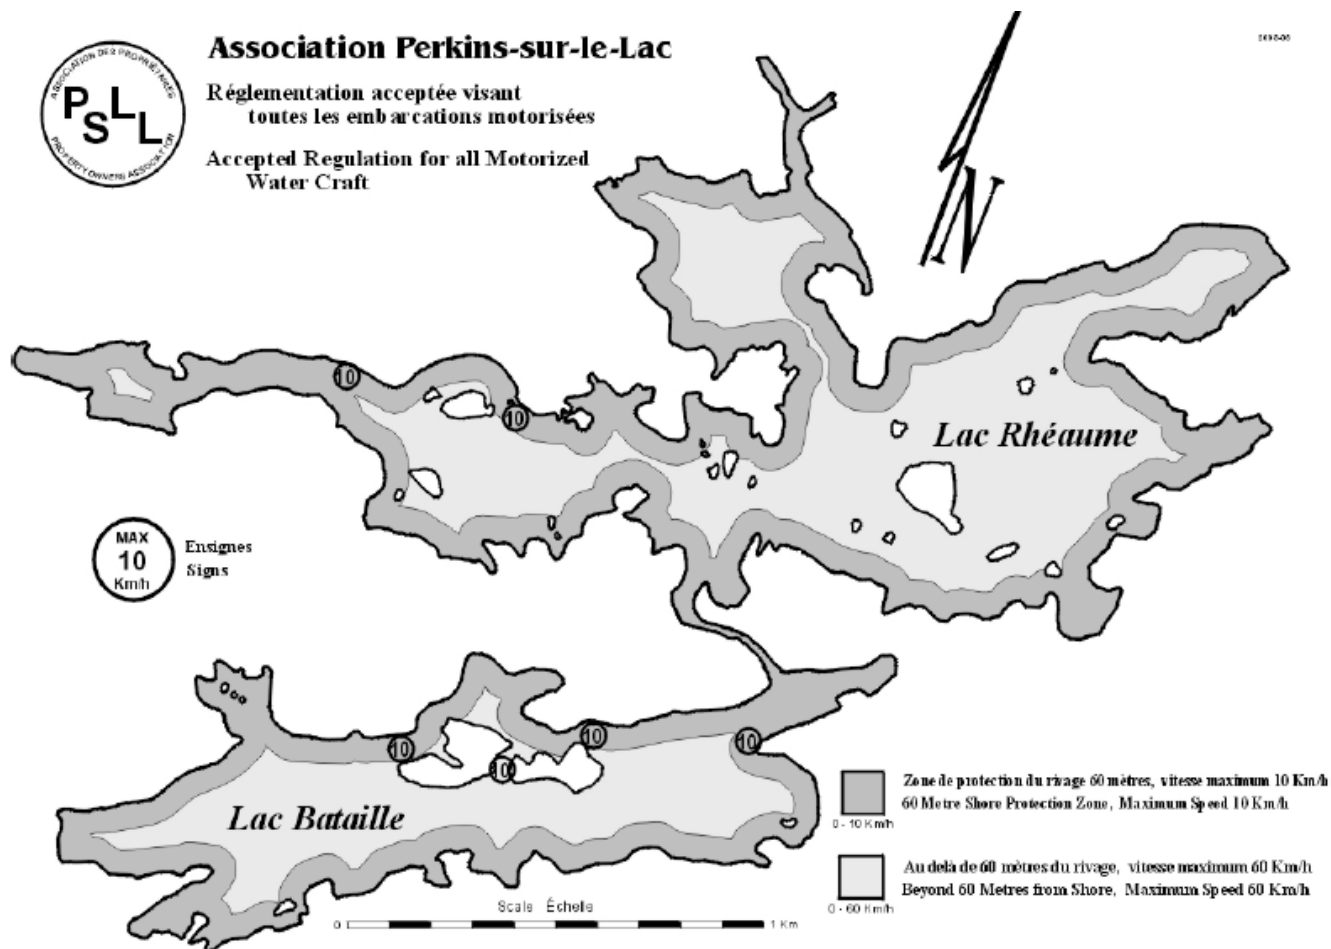 Association Perkins-sur-le-Lac
ASSOCIATION DES PROPRIÉTAIRES
PSLL
PROPERTY OWNERS ASSOCIATION
Réglementation acceptée visant
toutes les embarcations motorisées
Accepted Regulation for all Motorized
Water Craft
N
10
10
Lac Rhéaume
MAX
10
Km/h
Ensignes
Signs
10
10
10
10
Lac Bataille
Zone de protection du rivage 60 mètres, vitesse maximum 10 Km/h
60 Metre Shore Protection Zone, Maximum Speed 10 Km/h
0 - 10 Km/h
Au delà de 60 mètres du rivage, vitesse maximum 60 Km/h
Beyond 60 Metres from Shore, Maximum Speed 60 Km/h
0 - 60 Km/h
Scale Échelle
0 1 Km